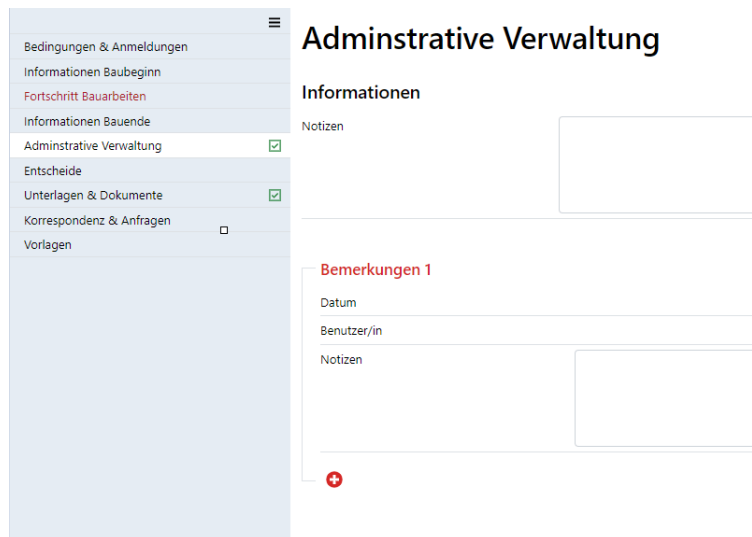 Bedingungen & Anmeldungen
Informationen Baubeginn
Fortschritt Bauarbeiten
Informationen Bauende
Adminstrative Verwaltung
Entscheide
Unterlagen & Dokumente
Korrespondenz & Anfragen
Vorlagen
Adminstrative Verwaltung
Informationen
Notizen
Bemerkungen 1
Datum
Benutzer/in
Notizen